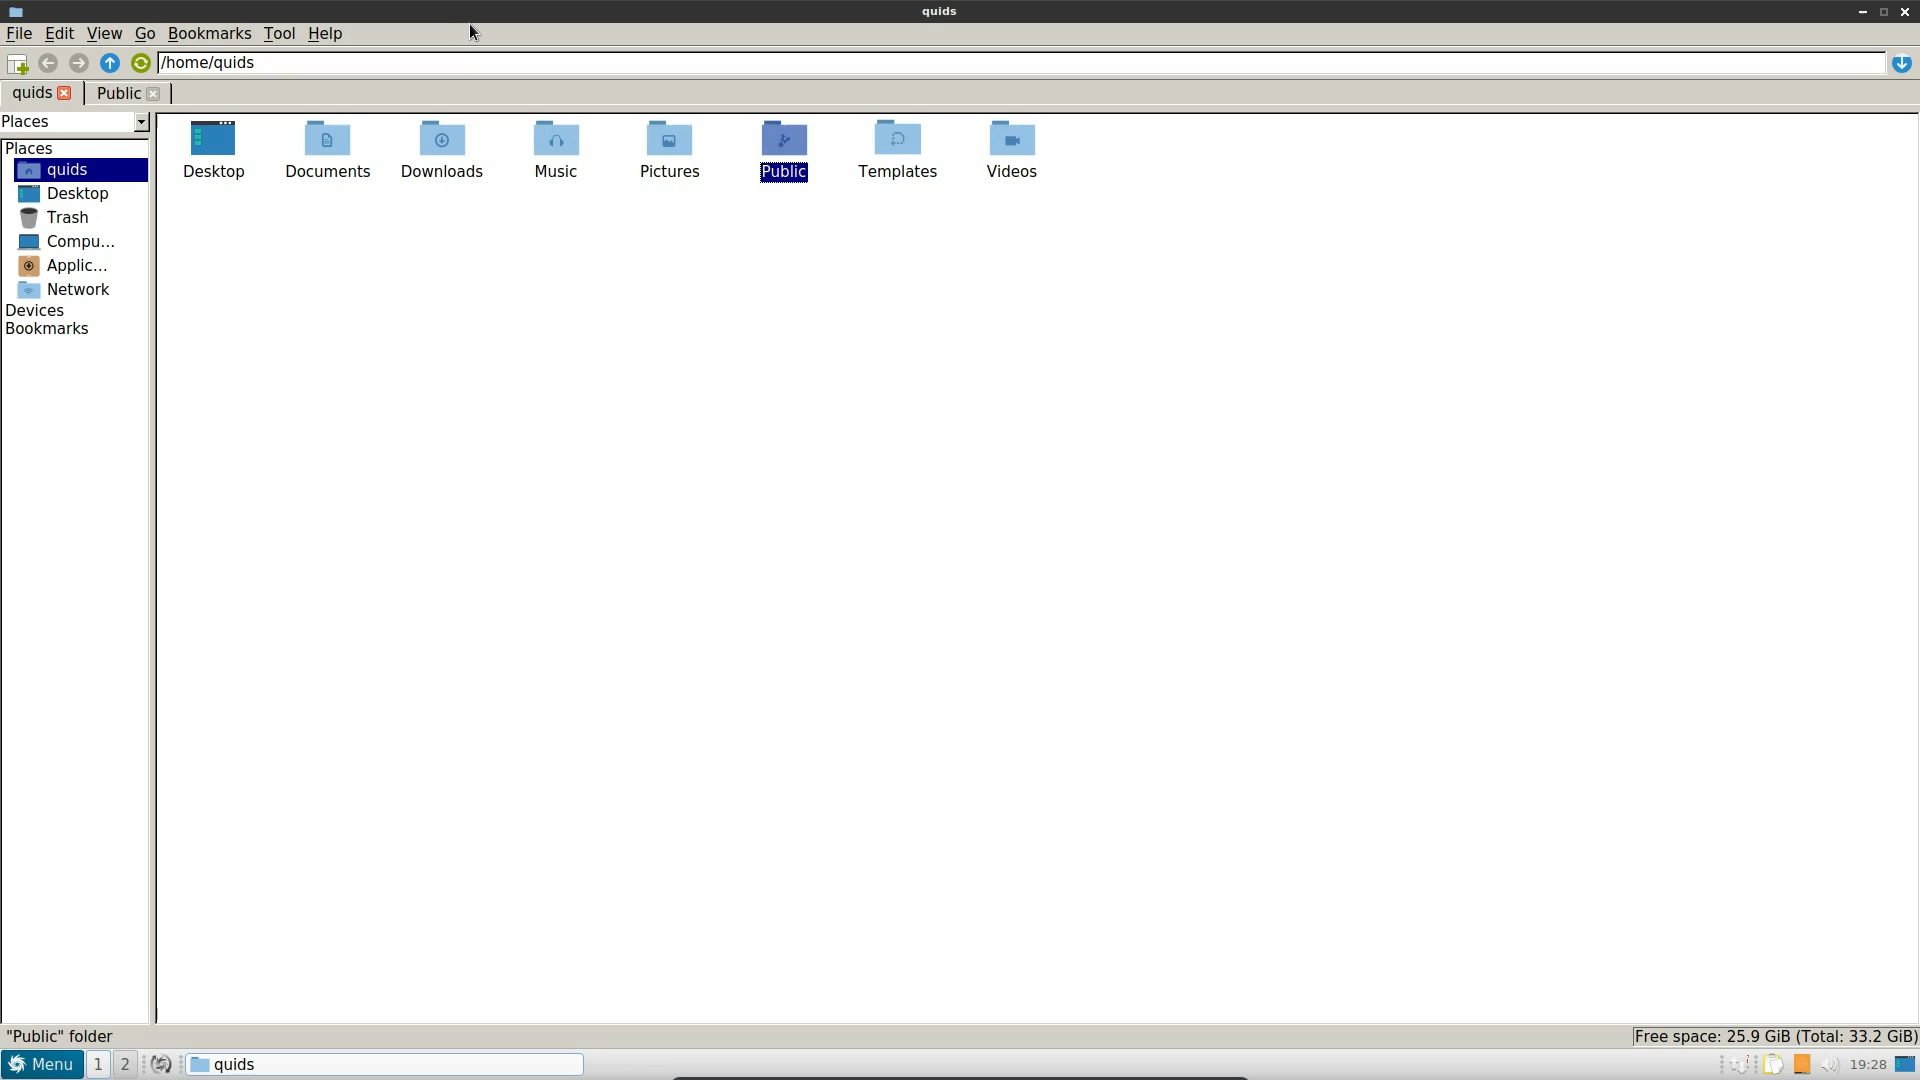 quids
File Edit View Go Bookmarks Tool Help
/home/quids
quids Public
Places
Places
quids
Desktop
Trash
Compu...
Applic...
Network
Devices
Bookmarks
Desktop Documents Downloads Music Pictures Public Templates Videos
"Public" folder
Free space: 25.9 GiB (Total: 33.2 GiB)
Menu 1 2 quids 19:28